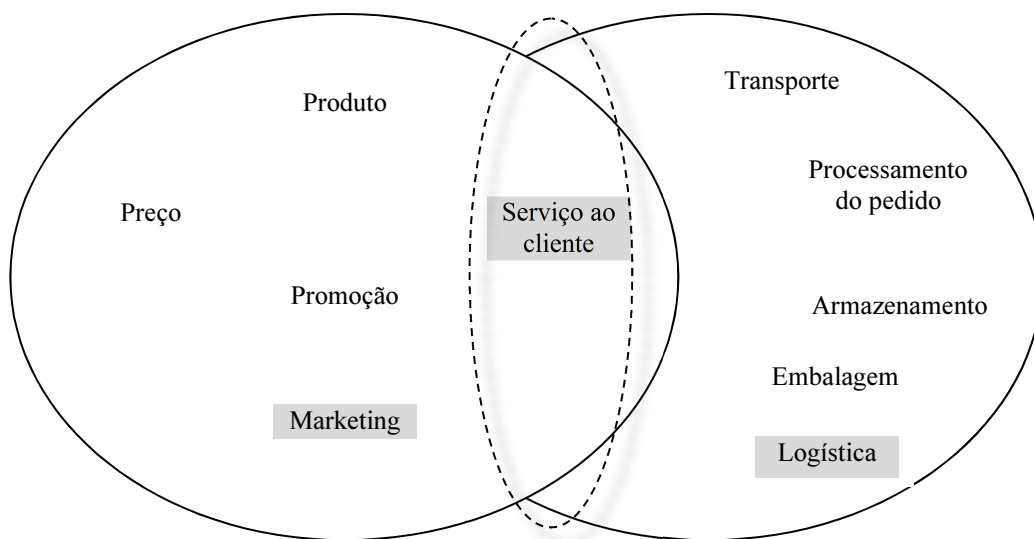 Produto
Preço
Promoção
Marketing
Serviço ao
cliente
Transporte
Processamento
do pedido
Armazenamento
Embalagem
Logística